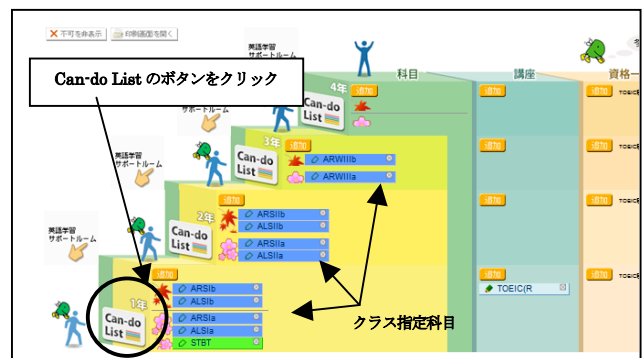 不可を非表示
印刷画面を開く
英語学習
サポートルーム
科目
講座
資格
Can-do List のボタンをクリック
4年
追加
追加
追加
TOEIC
Can-do
List
サポートルーム
3年
追加
追加
追加
TOEIC
Can-do
List
ARWIIIb
ARWIIIa
英語学習
サポートルーム
2年
追加
追加
追加
TOEIC
Can-do
List
ARSIIb
ALSIIb
ARSIIa
ALSIIa
英語学習
サポートルーム
1年
追加
追加
追加
TOEIC
Can-do
List
ARSIb
ALSIb
ARSIa
ALSIa
STBT
TOEIC(R
クラス指定科目